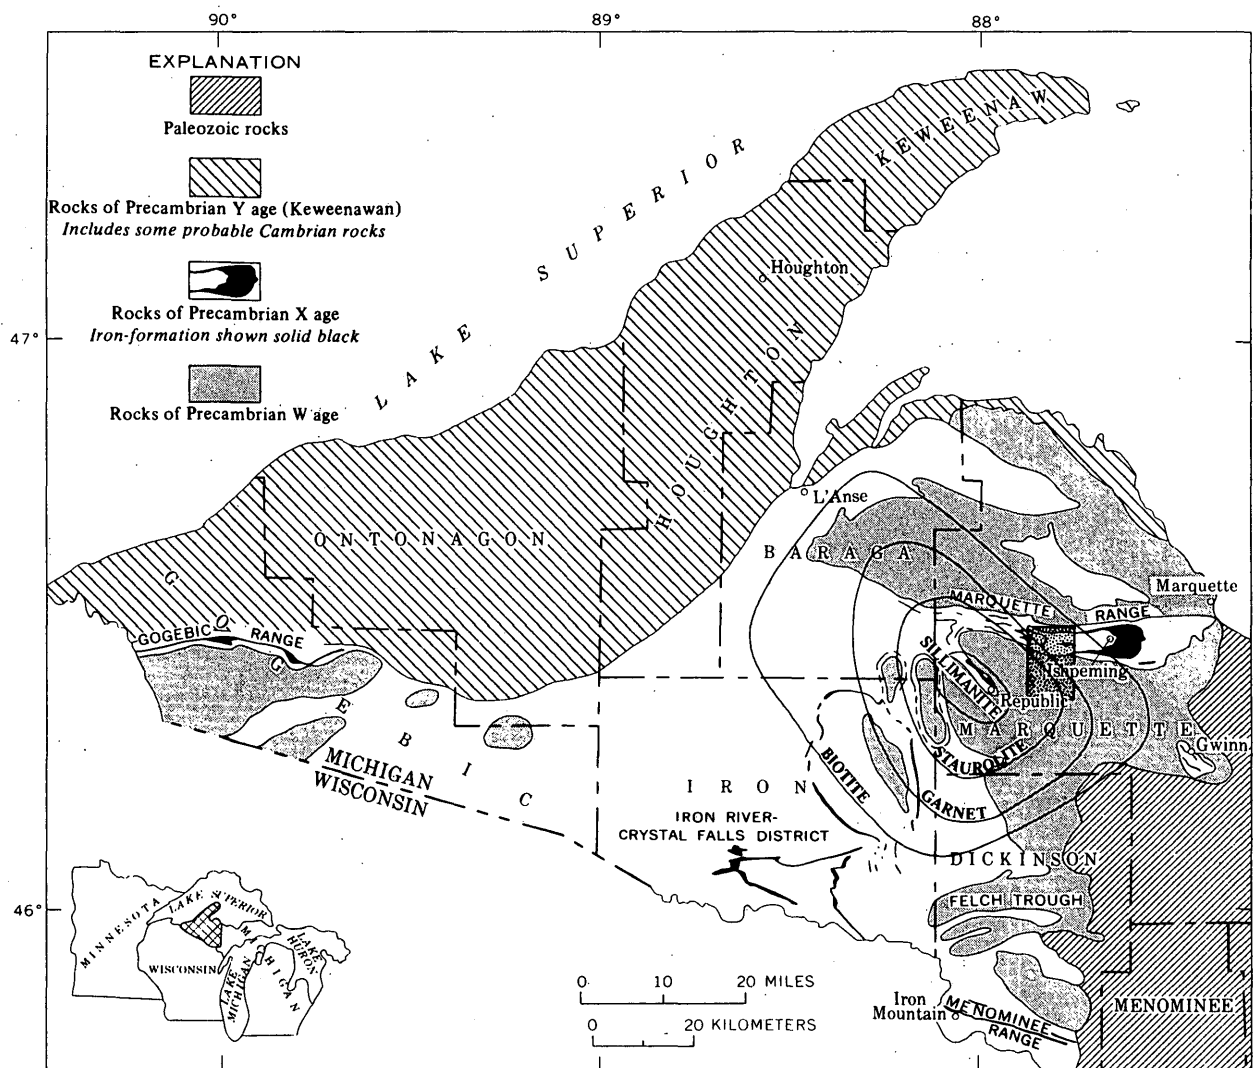 90°
89°
88°
EXPLANATION
Paleozoic rocks
Rocks of Precambrian Y age (Keweenawan)
Includes some probable Cambrian rocks
Rocks of Precambrian X age
Iron-formation shown solid black
Rocks of Precambrian W age
47°
46°
LAKE SUPERIOR
KEWEENAW
Houghton
HOUGHTON
ONTONAGON
L'Anse
BARAGA
Marquette
MARQUETTE RANGE
GOGEBIC RANGE
GOGEBIC
SILLIMANITE
Ishpeming
Republic
MARQUETTE
Gwinn
STAUROLITE
GARNET
BIOTITE
MICHIGAN
WISCONSIN
IRON
IRON RIVER-
CRYSTAL FALLS DISTRICT
DICKINSON
FELCH TROUGH
MENOMINEE
Iron
Mountain
MENOMINEE
RANGE
MINNESOTA
LAKE SUPERIOR
WISCONSIN
LAKE
MICHIGAN
MICHIGAN
LAKE
HURON
0 10 20 MILES
0 20 KILOMETERS